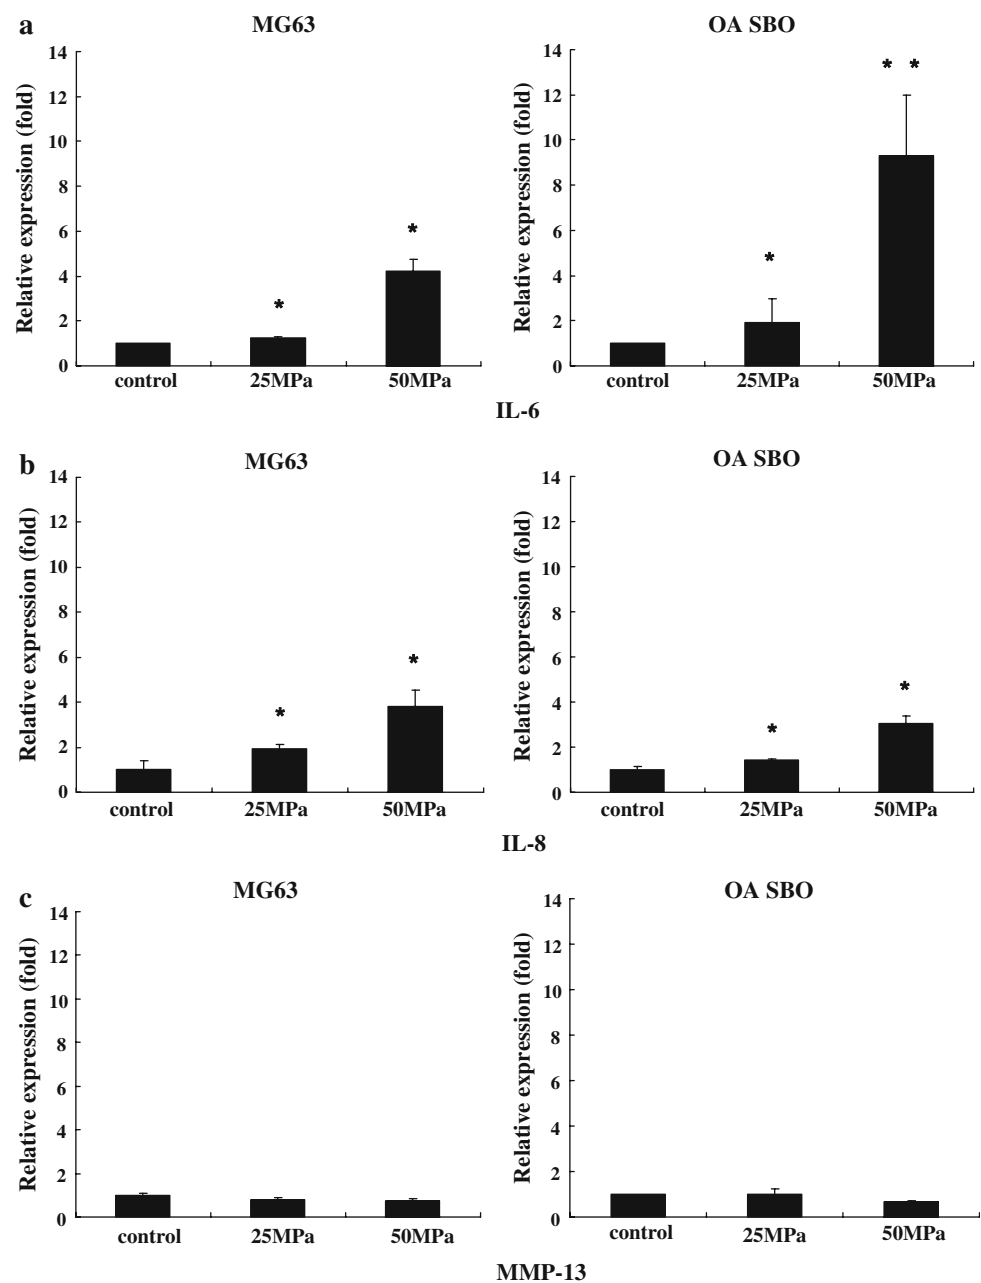 a
MG63
OA SBO
Relative expression (fold)
14
12
10
8
6
4
2
0
*
*
control
25MPa
50MPa
Relative expression (fold)
14
12
10
8
6
4
2
0
*
* *
control
25MPa
50MPa
IL-6
b
MG63
OA SBO
Relative expression (fold)
14
12
10
8
6
4
2
0
*
*
control
25MPa
50MPa
Relative expression (fold)
14
12
10
8
6
4
2
0
*
*
control
25MPa
50MPa
IL-8
c
MG63
OA SBO
Relative expression (fold)
14
12
10
8
6
4
2
0
control
25MPa
50MPa
Relative expression (fold)
14
12
10
8
6
4
2
0
control
25MPa
50MPa
MMP-13